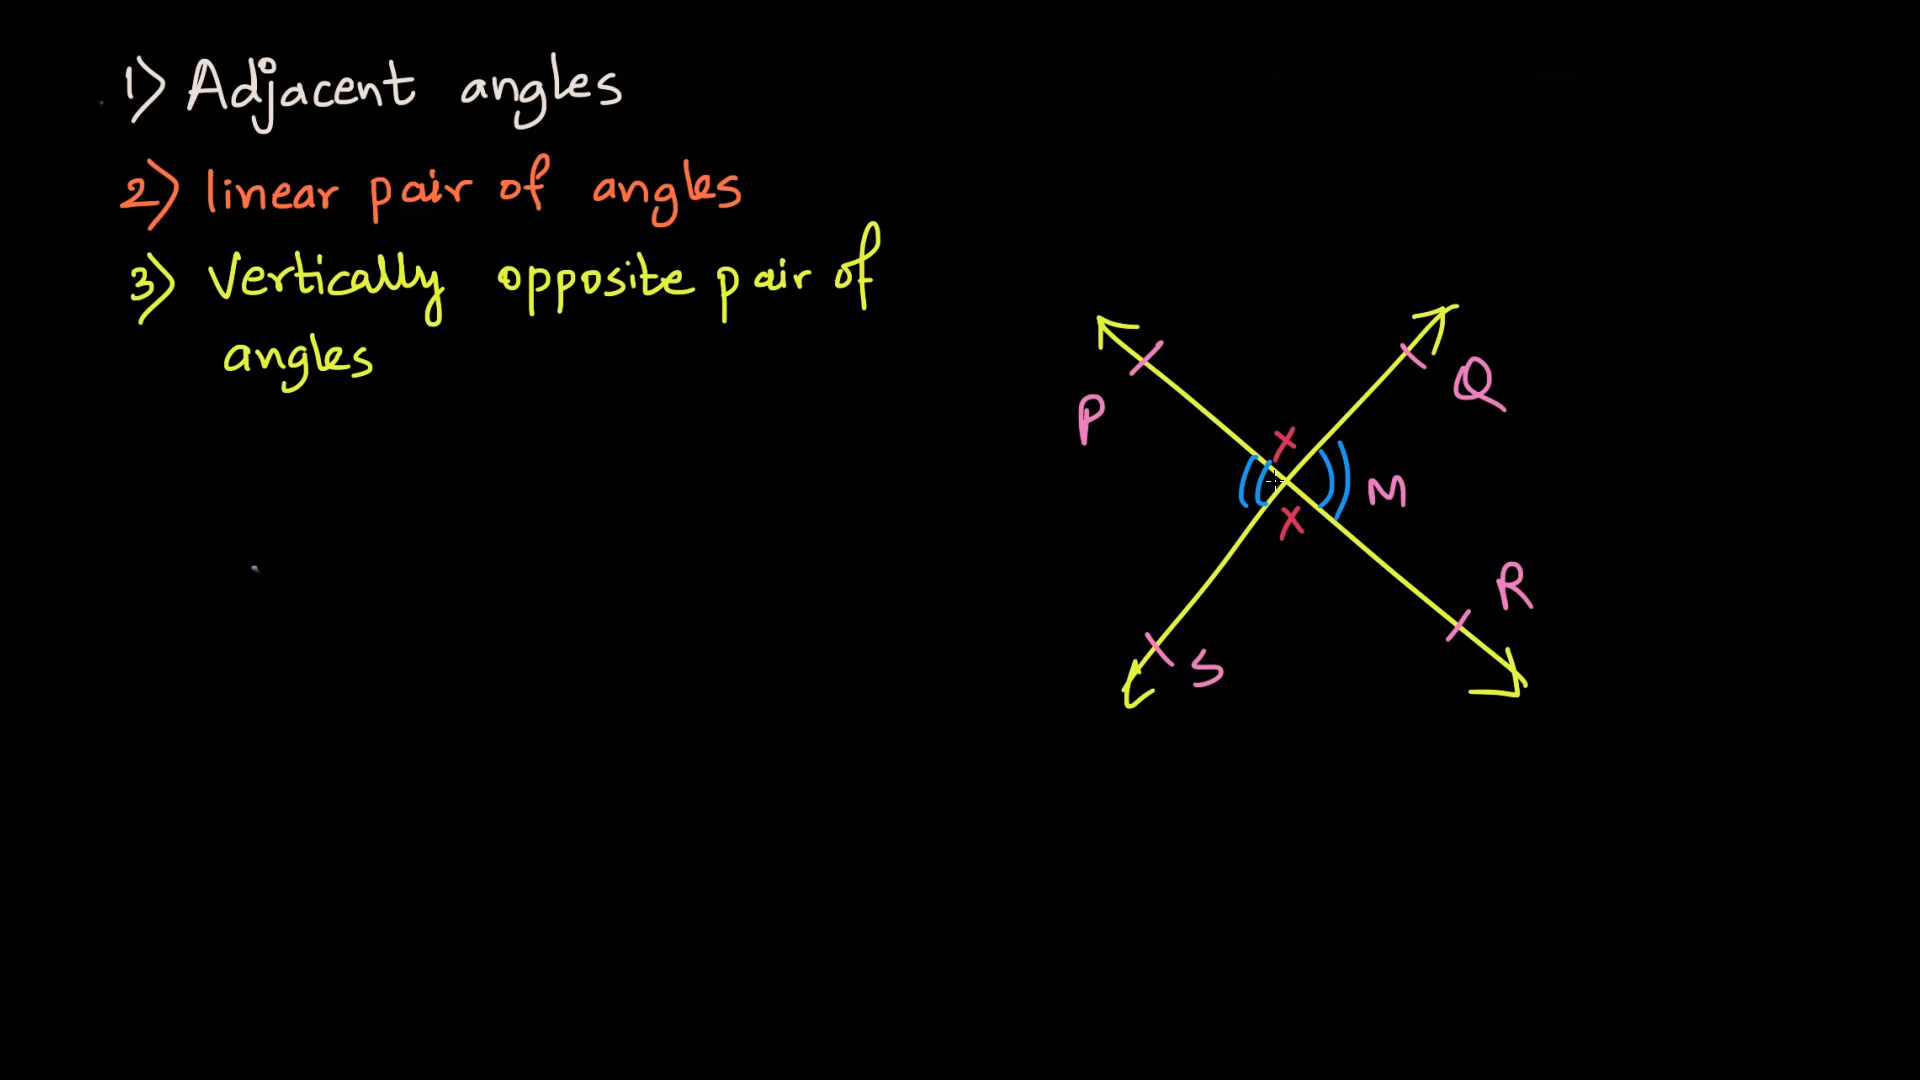 1) Adjacent angles
2) linear pair of angles
3) Vertically opposite pair of
angles
P
Q
x
M
x
R
S